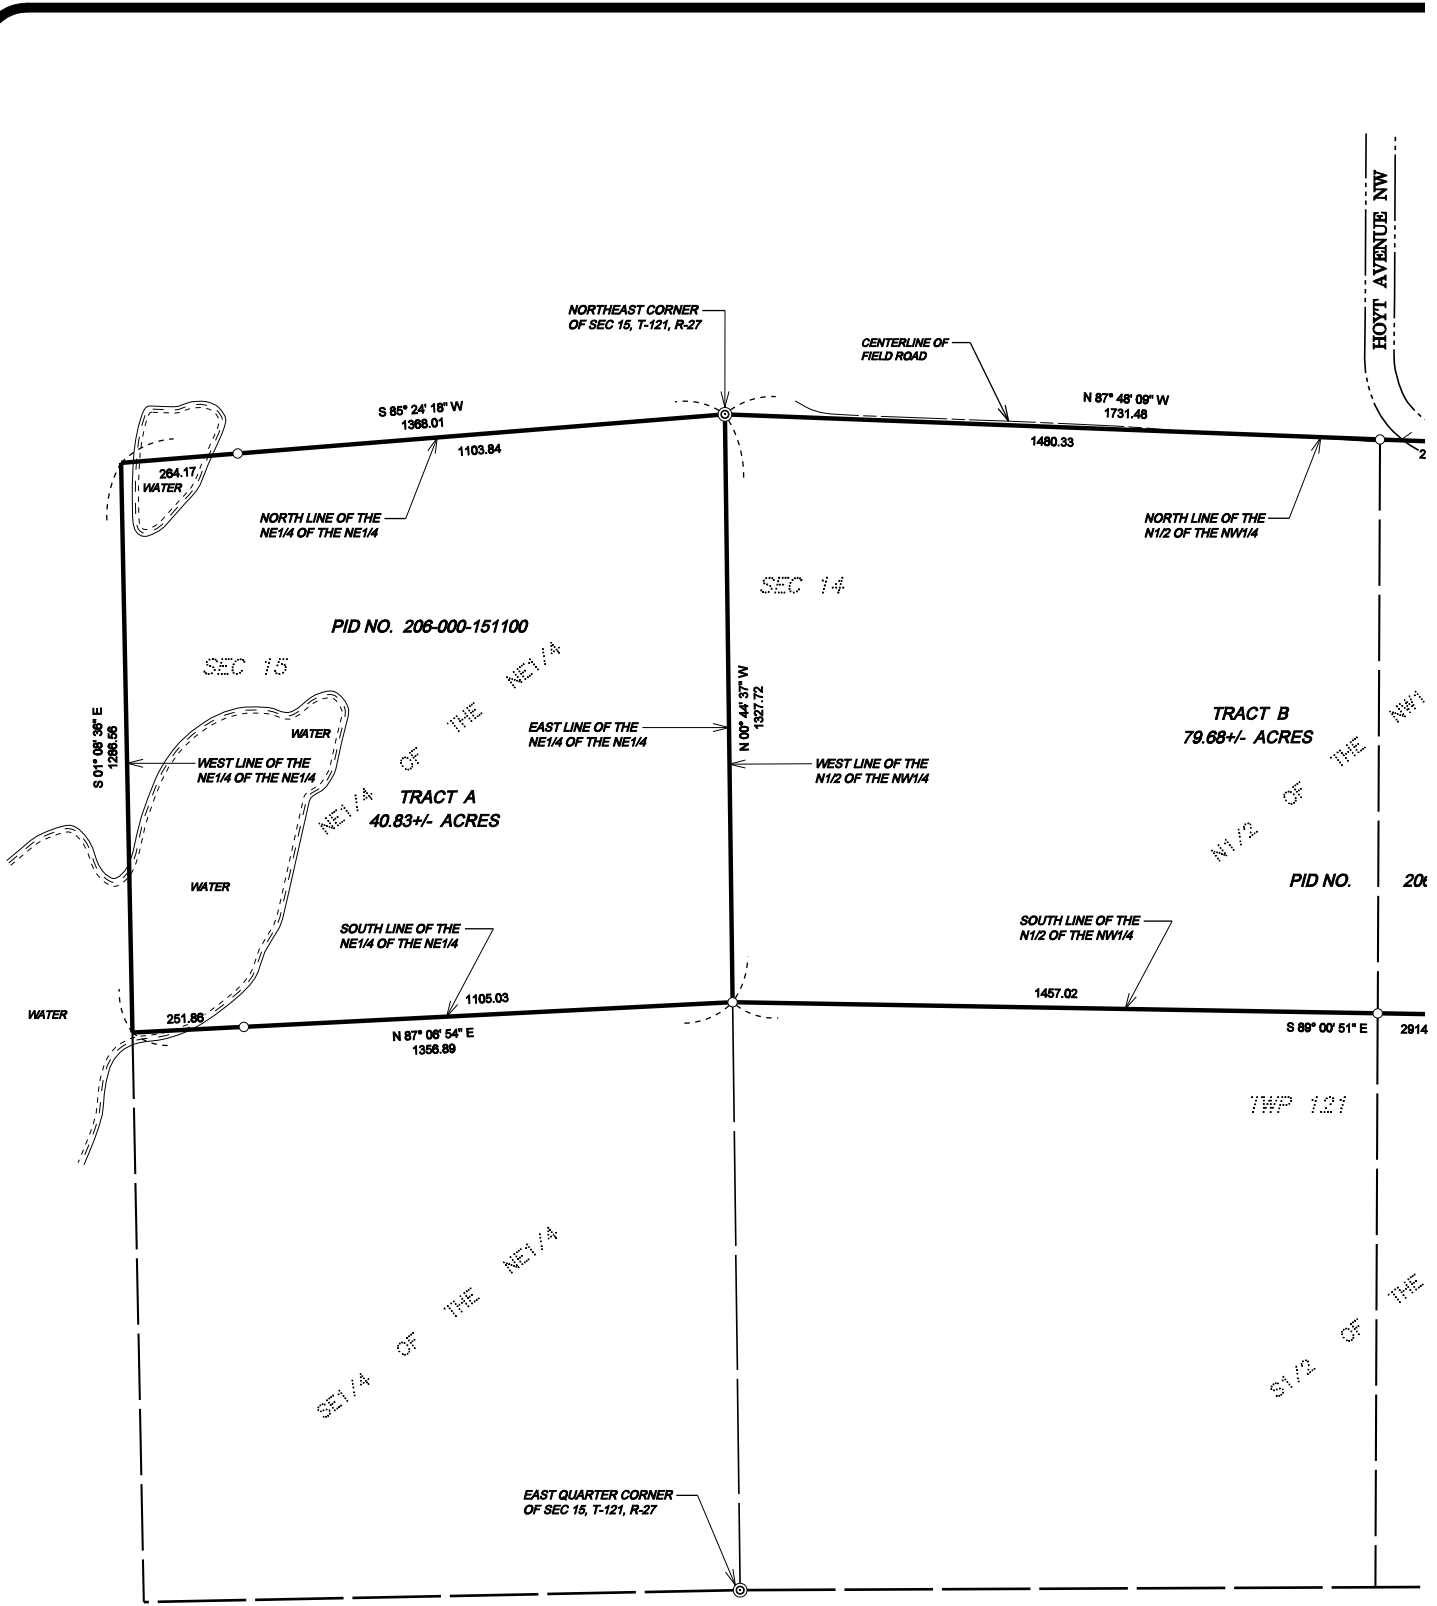 HOYT AVENUE NW
NORTHEAST CORNER
OF SEC 15, T-121, R-27
CENTERLINE OF
FIELD ROAD
S 85° 24' 18" W
1368.01
1103.84
N 87° 48' 09" W
1731.48
1480.33
2
264.17
WATER
NORTH LINE OF THE
NE1/4 OF THE NE1/4
NORTH LINE OF THE
N1/2 OF THE NW1/4
SEC 14
PID NO. 206-000-151100
SEC 15
NE1/4 OF THE NE1/4
N 00° 44' 37" W
1327.72
S 01° 08' 36" E
1286.56
WATER
EAST LINE OF THE
NE1/4 OF THE NE1/4
WEST LINE OF THE
NE1/4 OF THE NE1/4
WEST LINE OF THE
N1/2 OF THE NW1/4
TRACT B
79.68+/- ACRES
N1/2 OF THE NW1
TRACT A
40.83+/- ACRES
WATER
PID NO. 206
SOUTH LINE OF THE
NE1/4 OF THE NE1/4
SOUTH LINE OF THE
N1/2 OF THE NW1/4
WATER
251.86
1105.03
N 87° 06' 54" E
1356.89
1457.02
S 89° 00' 51" E
2914
TWP 121
SE1/4 OF THE NE1/4
S1/2 OF THE
EAST QUARTER CORNER
OF SEC 15, T-121, R-27